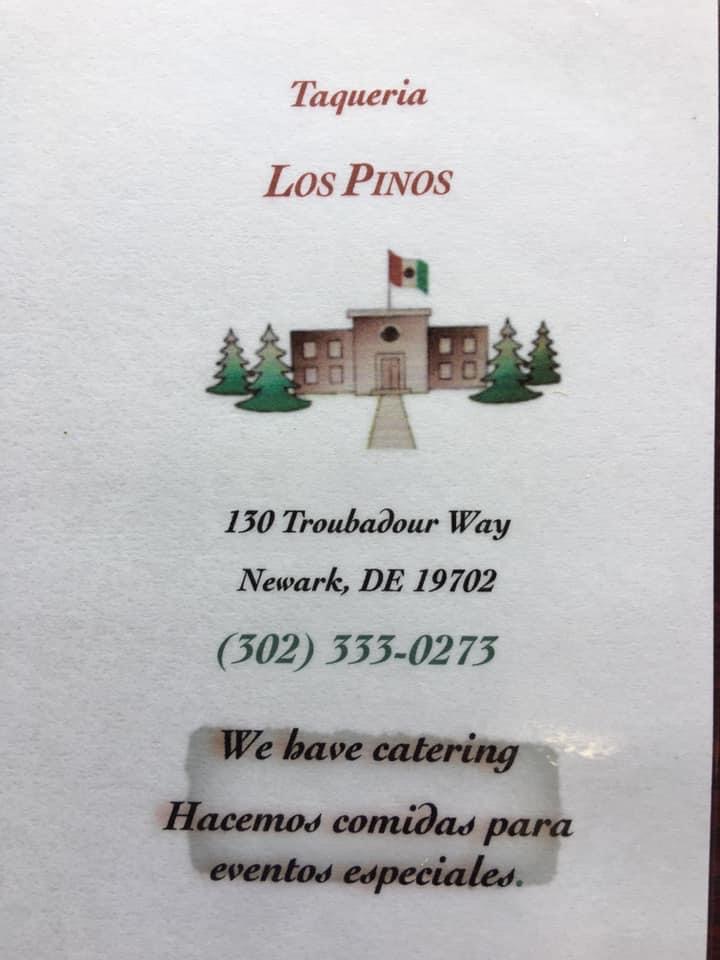 Taqueria
LOS PINOS
130 Troubadour Way
Newark, DE 19702
(302) 333-0273
We have catering
Hacemos comidas para
eventos especiales.